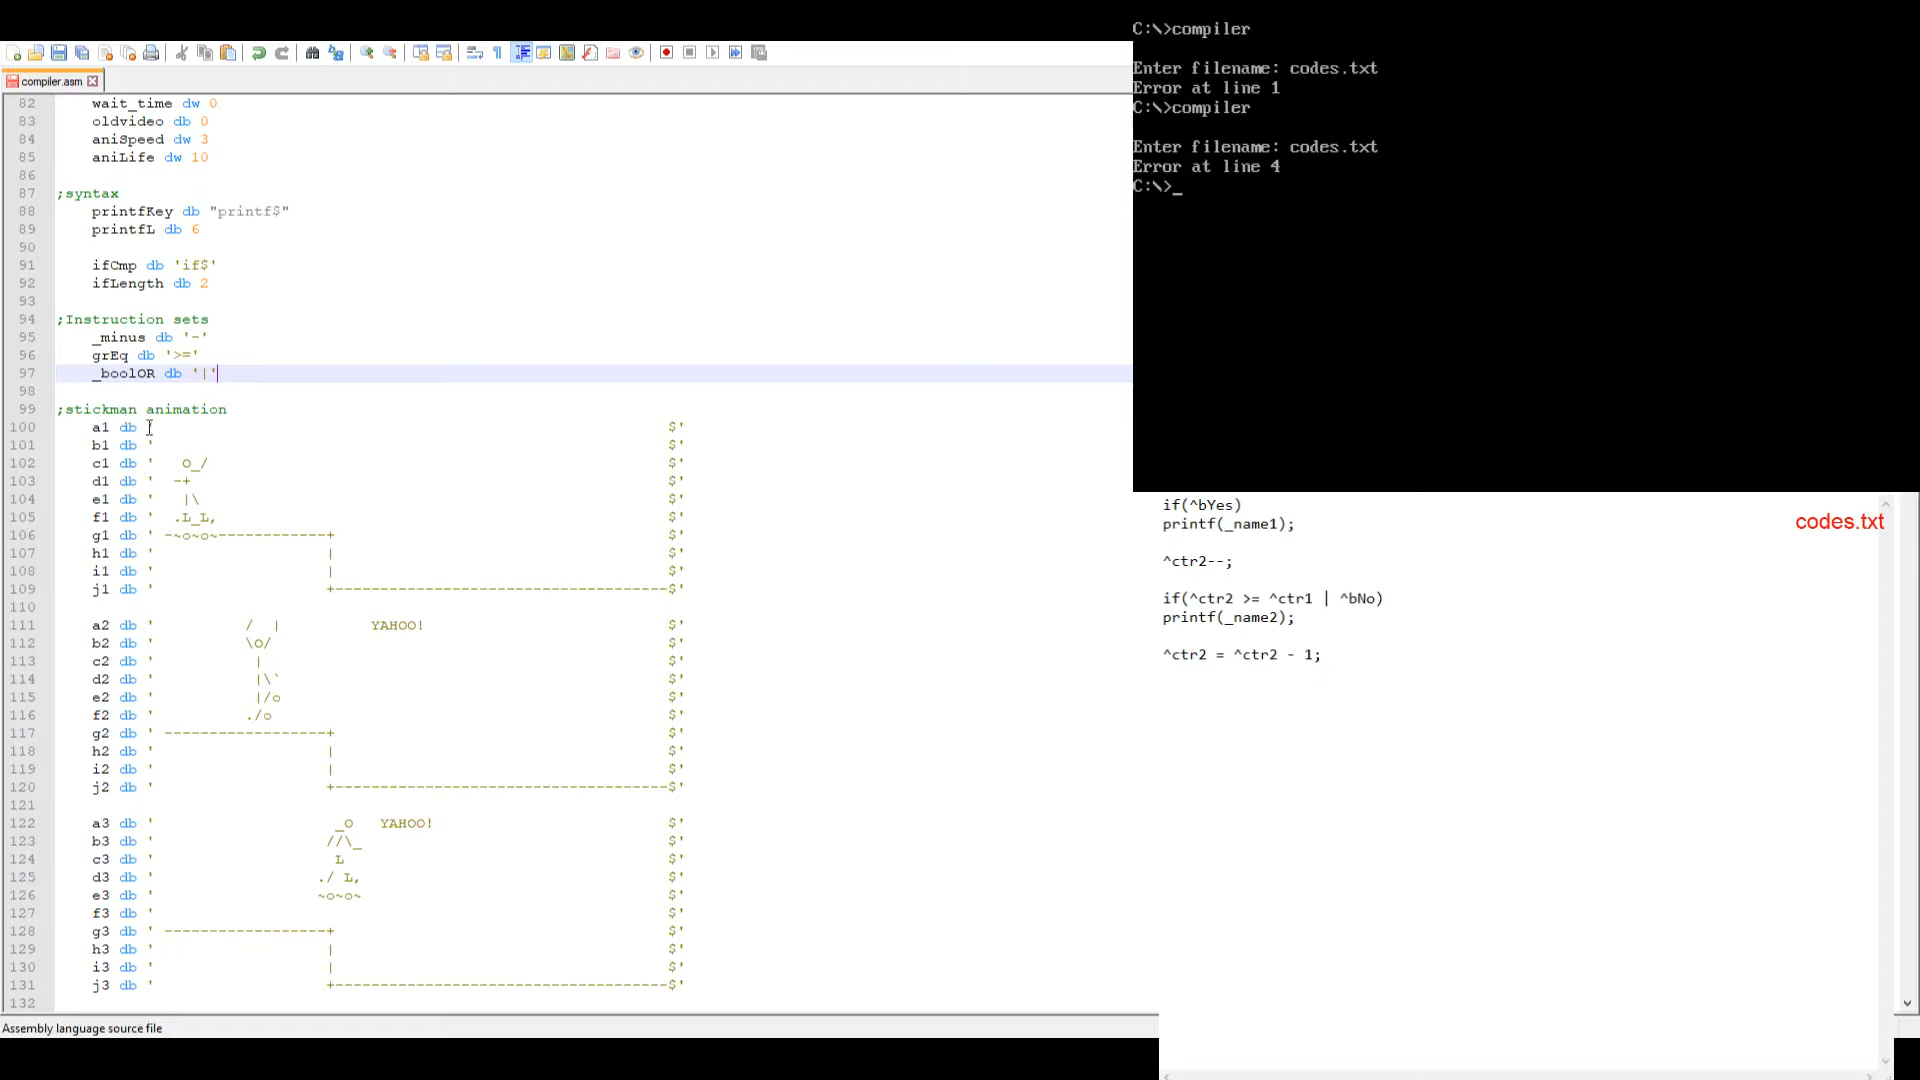 compiler.asm
82 wait_time dw 0
83 oldvideo db 0
84 aniSpeed dw 3
85 aniLife dw 10
86
87 ;syntax
88 printfKey db "printf$"
89 printfL db 6
90
91 ifCmp db 'if$'
92 ifLength db 2
93
94 ;Instruction sets
95 _minus db '-'
96 grEq db '>='
97 _boolOR db '|'
98
99 ;stickman animation
100 a1 db ' $'
101 b1 db ' $'
102 c1 db ' o_/ $'
103 d1 db ' -+ $'
104 e1 db ' |\ $'
105 f1 db ' .L_L, $'
106 g1 db ' -~o~o~-------------+ $'
107 h1 db ' | $'
108 i1 db ' | $'
109 j1 db ' +--------------------------------------$'
110
111 a2 db ' / | YAHOO! $'
112 b2 db ' \o/ $'
113 c2 db ' | $'
114 d2 db ' |\` $'
115 e2 db ' |/o $'
116 f2 db ' ./o $'
117 g2 db ' -------------------+ $'
118 h2 db ' | $'
119 i2 db ' | $'
120 j2 db ' +--------------------------------------$'
121
122 a3 db ' _o YAHOO! $'
123 b3 db ' //\_ $'
124 c3 db ' L $'
125 d3 db ' ./ L, $'
126 e3 db ' ~o~o~ $'
127 f3 db ' $'
128 g3 db ' -------------------+ $'
129 h3 db ' | $'
130 i3 db ' | $'
131 j3 db ' +--------------------------------------$'
132
Assembly language source file
C:\>compiler
Enter filename: codes.txt
Error at line 1
C:\>compiler
Enter filename: codes.txt
Error at line 4
C:\>_
codes.txt
if(^bYes)
printf(_name1);
^ctr2--;
if(^ctr2 >= ^ctr1 | ^bNo)
printf(_name2);
^ctr2 = ^ctr2 - 1;